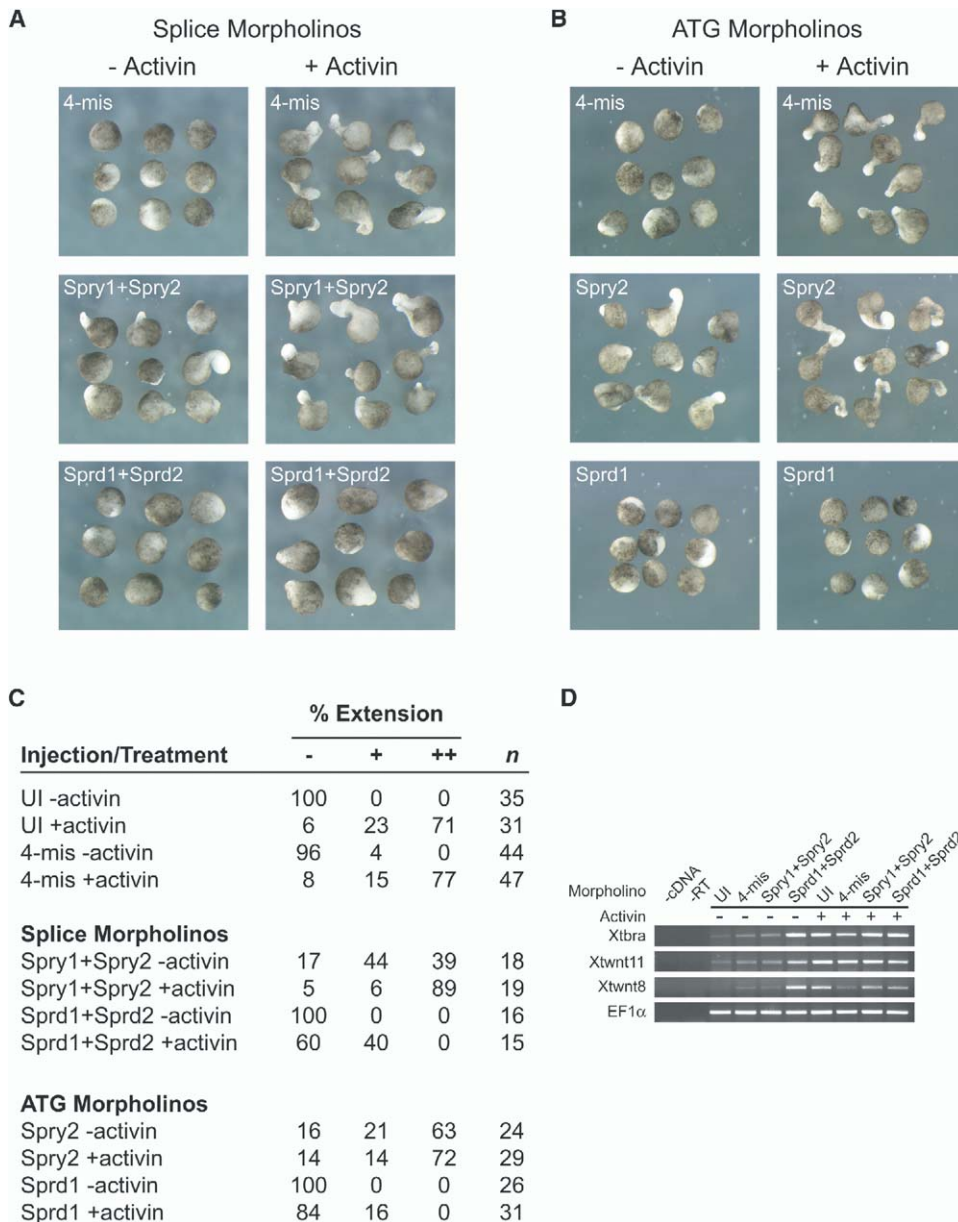 A
Splice Morpholinos
- Activin + Activin
4-mis 4-mis
Spry1+Spry2 Spry1+Spry2
Sprd1+Sprd2 Sprd1+Sprd2
B
ATG Morpholinos
- Activin + Activin
4-mis 4-mis
Spry2 Spry2
Sprd1 Sprd1
C
% Extension
Injection/Treatment - + ++ n
UI -activin 100 0 0 35
UI +activin 6 23 71 31
4-mis -activin 96 4 0 44
4-mis +activin 8 15 77 47
Splice Morpholinos
Spry1+Spry2 -activin 17 44 39 18
Spry1+Spry2 +activin 5 6 89 19
Sprd1+Sprd2 -activin 100 0 0 16
Sprd1+Sprd2 +activin 60 40 0 15
ATG Morpholinos
Spry2 -activin 16 21 63 24
Spry2 +activin 14 14 72 29
Sprd1 -activin 100 0 0 26
Sprd1 +activin 84 16 0 31
D
Morpholino -cDNA -RT UI 4-mis Spry1+Spry2 Sprd1+Sprd2 UI 4-mis Spry1+Spry2 Sprd1+Sprd2
Activin - - - - + + + +
Xtbra
Xtwnt11
Xtwnt8
EF1α